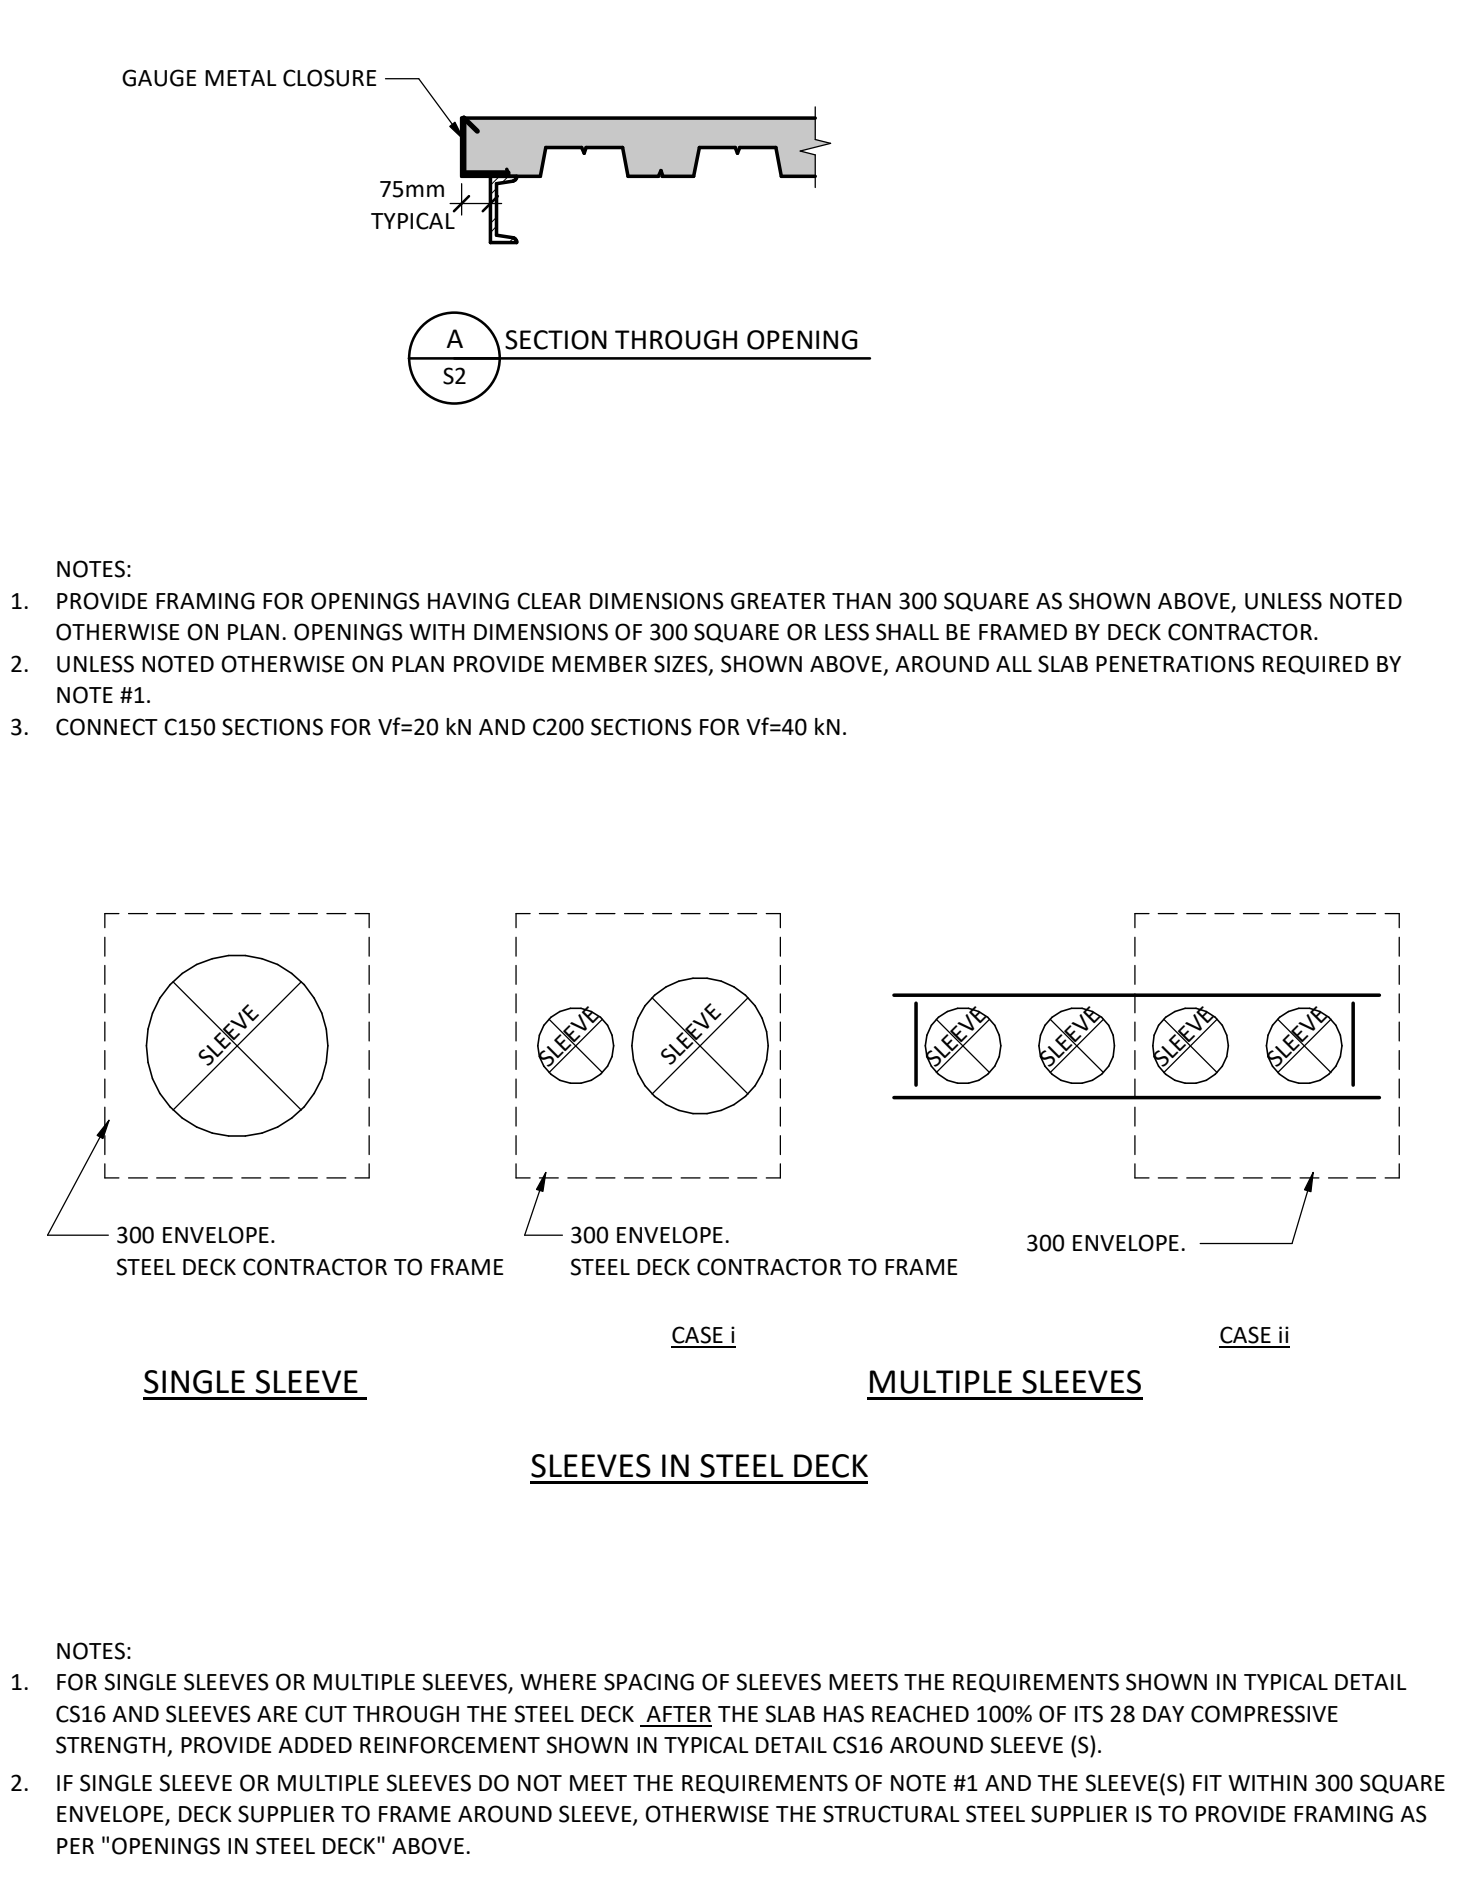 GAUGE METAL CLOSURE
75mm
TYPICAL
A
SECTION THROUGH OPENING
S2
NOTES:
1. PROVIDE FRAMING FOR OPENINGS HAVING CLEAR DIMENSIONS GREATER THAN 300 SQUARE AS SHOWN ABOVE, UNLESS NOTED
OTHERWISE ON PLAN. OPENINGS WITH DIMENSIONS OF 300 SQUARE OR LESS SHALL BE FRAMED BY DECK CONTRACTOR.
2. UNLESS NOTED OTHERWISE ON PLAN PROVIDE MEMBER SIZES, SHOWN ABOVE, AROUND ALL SLAB PENETRATIONS REQUIRED BY
NOTE #1.
3. CONNECT C150 SECTIONS FOR Vf=20 kN AND C200 SECTIONS FOR Vf=40 kN.
SLEEVE
SLEEVE
SLEEVE
SLEEVE
SLEEVE
SLEEVE
SLEEVE
300 ENVELOPE.
STEEL DECK CONTRACTOR TO FRAME
300 ENVELOPE.
STEEL DECK CONTRACTOR TO FRAME
300 ENVELOPE.
CASE i
CASE ii
SINGLE SLEEVE
MULTIPLE SLEEVES
SLEEVES IN STEEL DECK
NOTES:
1. FOR SINGLE SLEEVES OR MULTIPLE SLEEVES, WHERE SPACING OF SLEEVES MEETS THE REQUIREMENTS SHOWN IN TYPICAL DETAIL
CS16 AND SLEEVES ARE CUT THROUGH THE STEEL DECK AFTER THE SLAB HAS REACHED 100% OF ITS 28 DAY COMPRESSIVE
STRENGTH, PROVIDE ADDED REINFORCEMENT SHOWN IN TYPICAL DETAIL CS16 AROUND SLEEVE (S).
2. IF SINGLE SLEEVE OR MULTIPLE SLEEVES DO NOT MEET THE REQUIREMENTS OF NOTE #1 AND THE SLEEVE(S) FIT WITHIN 300 SQUARE
ENVELOPE, DECK SUPPLIER TO FRAME AROUND SLEEVE, OTHERWISE THE STRUCTURAL STEEL SUPPLIER IS TO PROVIDE FRAMING AS
PER "OPENINGS IN STEEL DECK" ABOVE.